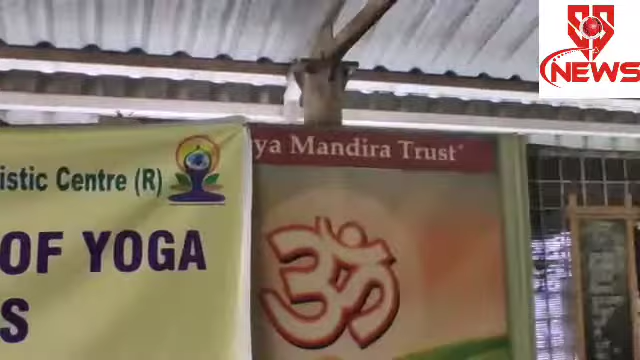 NEWS
istic Centre (R)
OF YOGA
S
ya Mandira Trust
ॐ